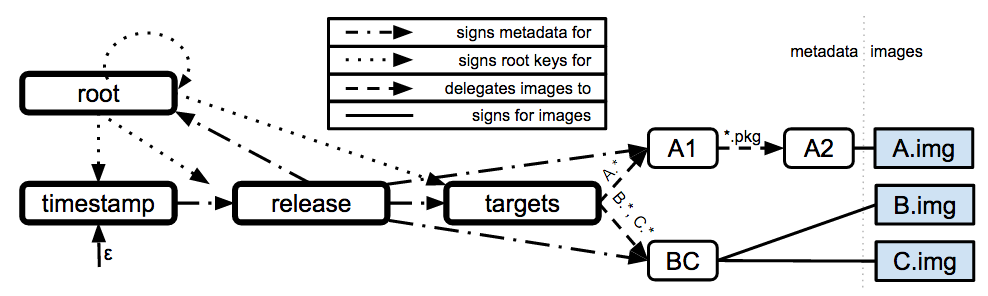 signs metadata for
signs root keys for
delegates images to
signs for images
metadata images
root
A1
*.pkg
A2
A.img
A.*
timestamp
release
targets
B.*, C.*
B.img
ε
BC
C.img